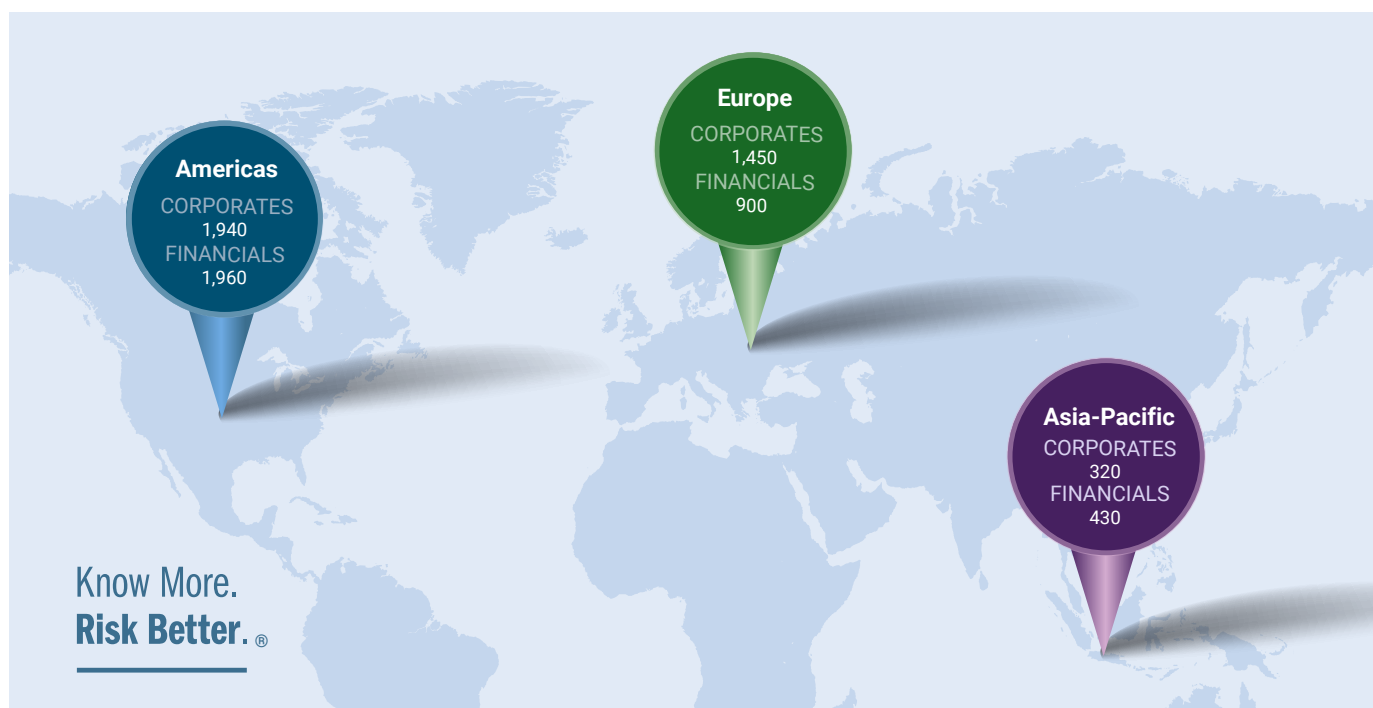 Americas
CORPORATES
1,940
FINANCIALS
1,960
Europe
CORPORATES
1,450
FINANCIALS
900
Asia-Pacific
CORPORATES
320
FINANCIALS
430
Know More.
Risk Better.®